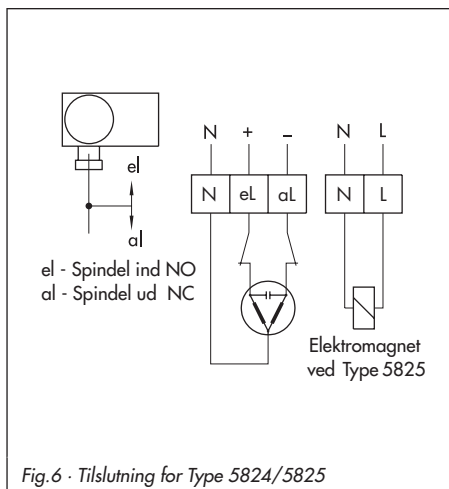 el
al
el - Spindel ind NO
al - Spindel ud NC
N + –
N eL aL
N L
N L
Elektromagnet
ved Type 5825
Fig.6 · Tilslutning for Type 5824/5825